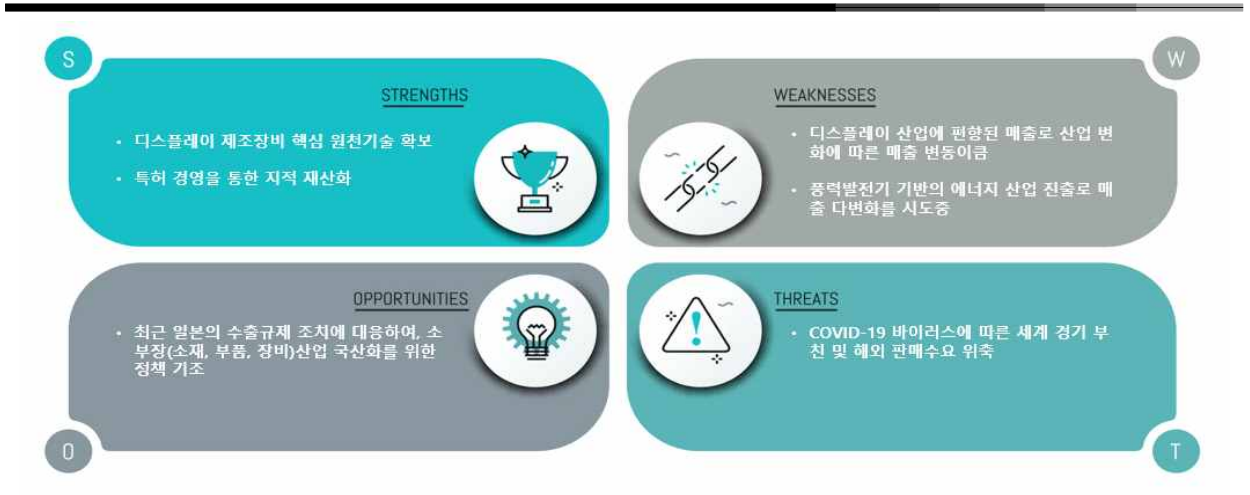 S
STRENGTHS
• 디스플레이 제조장비 핵심 원천기술 확보
• 특허 경영을 통한 지적 재산화
W
WEAKNESSES
• 디스플레이 산업에 편향된 매출로 산업 변
화에 따른 매출 변동이큼
• 풍력발전기 기반의 에너지 산업 진출로 매
출 다변화를 시도중
OPPORTUNITIES
• 최근 일본의 수출규제 조치에 대응하여, 소
부장(소재, 부품, 장비)산업 국산화를 위한
정책 기조
O
THREATS
• COVID-19 바이러스에 따른 세계 경기 부
친 및 해외 판매수요 위축
T